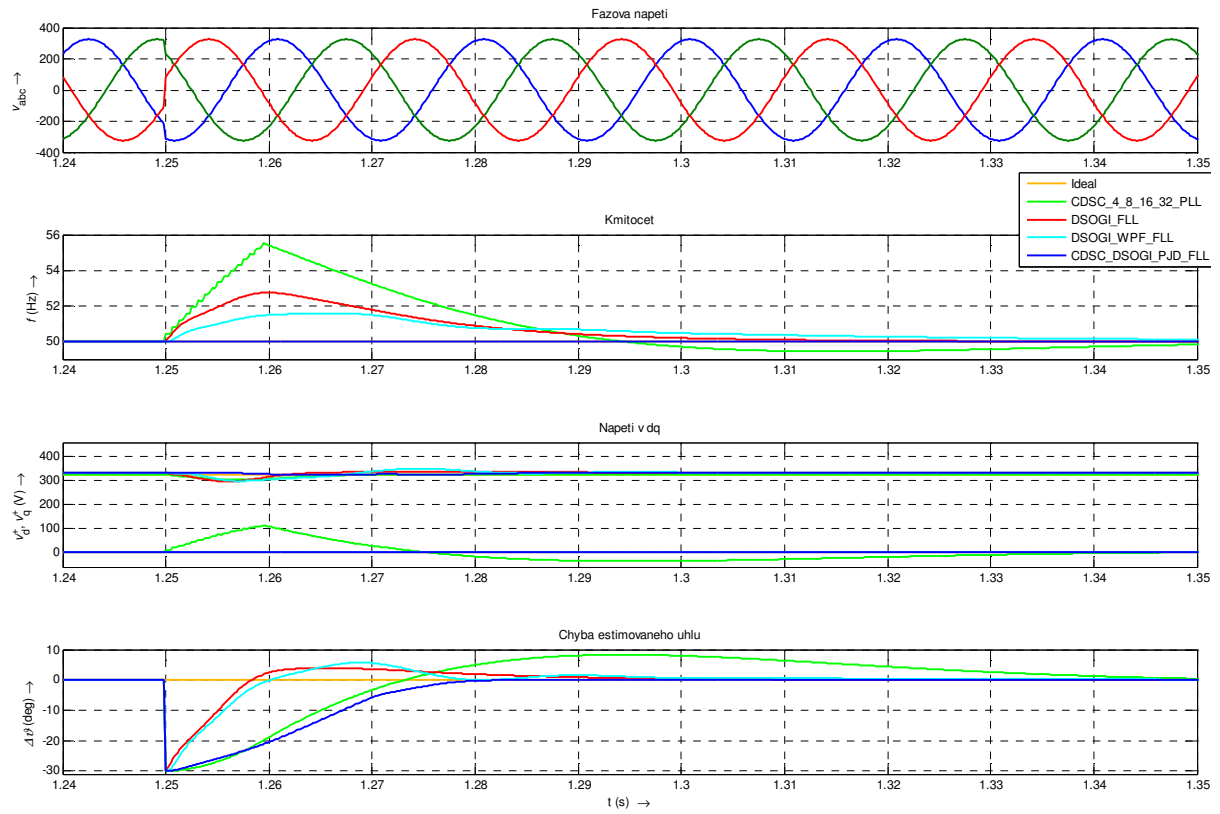 Fazova napeti
400
200
0
-200
-400
v abc →
1.24 1.25 1.26 1.27 1.28 1.29 1.3 1.31 1.32 1.33 1.34 1.35
Ideal
CDSC_4_8_16_32_PLL
DSOGI_FLL
DSOGI_WPF_FLL
CDSC_DSOGI_PJD_FLL
Kmitocet
56
54
52
50
f (Hz) →
1.24 1.25 1.26 1.27 1.28 1.29 1.3 1.31 1.32 1.33 1.34 1.35
Napeti v dq
400
300
200
100
0
v+d, v+q (V) →
1.24 1.25 1.26 1.27 1.28 1.29 1.3 1.31 1.32 1.33 1.34 1.35
Chyba estimovaneho uhlu
0
-10
-20
-30
Δϑ (deg) →
1.24 1.25 1.26 1.27 1.28 1.29 1.3 1.31 1.32 1.33 1.34 1.35
t (s) →